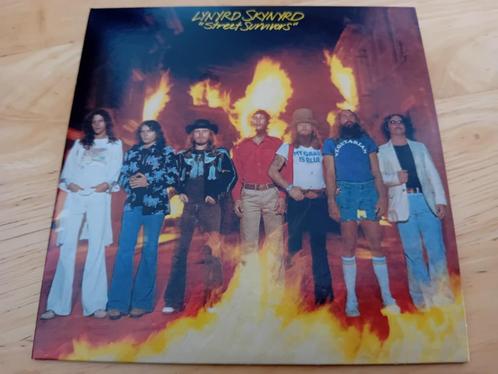 LYNYRD SKYNYRD
"Street Survivors"
MY GRASS
IS BLUE
VEGETARIAN